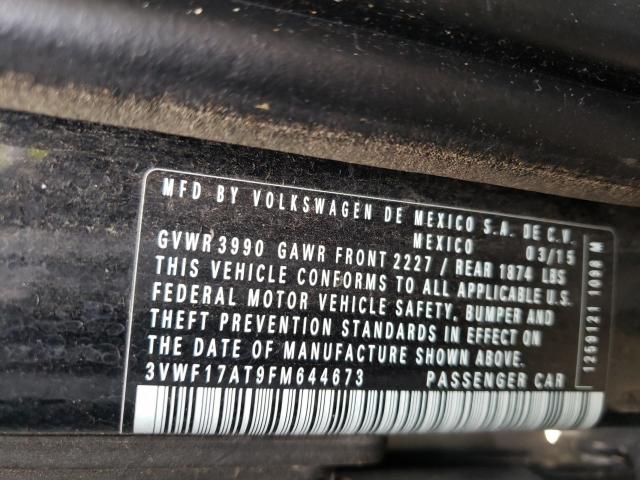 MFD BY VOLKSWAGEN DE MEXICO S.A. DE C.V.
MEXICO 03/15
GVWR 3990 GAWR FRONT 2227 / REAR 1874 LBS
THIS VEHICLE CONFORMS TO ALL APPLICABLE U.S.
FEDERAL MOTOR VEHICLE SAFETY, BUMPER AND
THEFT PREVENTION STANDARDS IN EFFECT ON
THE DATE OF MANUFACTURE SHOWN ABOVE.
3VWF17AT9FM644673 PASSENGER CAR
1269121 1098 M